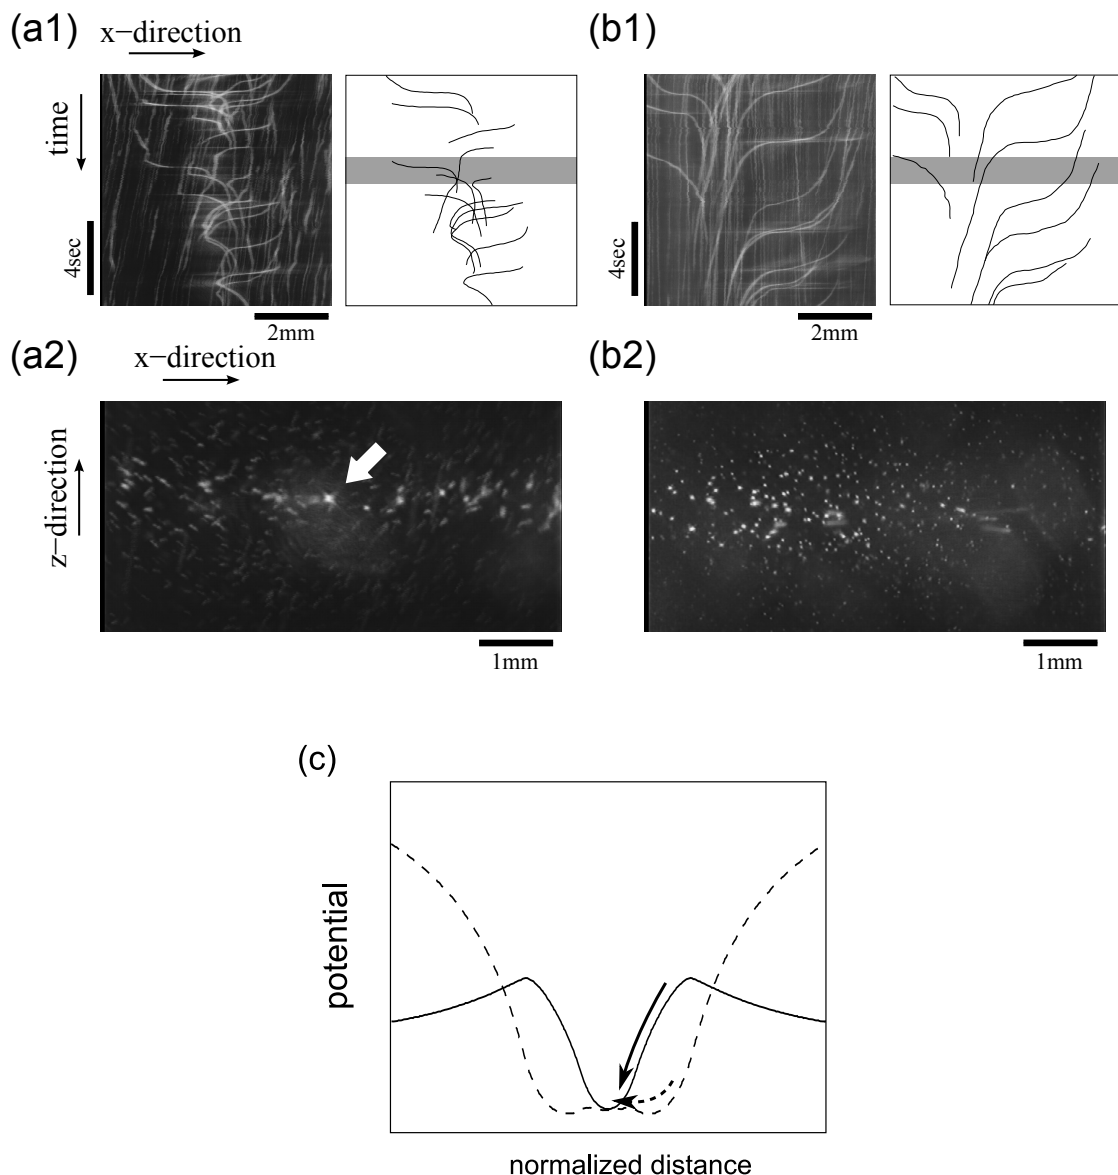 (a1)
x−direction
time
4sec
2mm
(b1)
4sec
2mm
(a2)
x−direction
z−direction
1mm
(b2)
1mm
(c)
potential
normalized distance